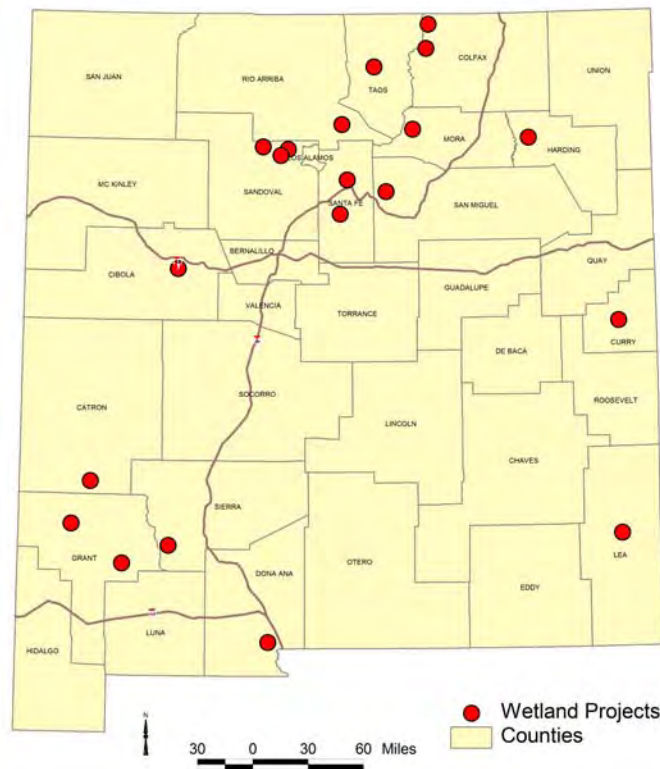 SAN JUAN
RIO ARRIBA
TAOS
COLFAX
UNION
MORA
HARDING
LOS ALAMOS
MC KINLEY
SANDOVAL
SANTA FE
SAN MIGUEL
BERNALILLO
CIBOLA
QUAY
GUADALUPE
VALENCIA
TORRANCE
CURRY
DE BACA
SOCORRO
ROOSEVELT
CATRON
LINCOLN
CHAVES
SIERRA
GRANT
OTERO
LEA
DONA ANA
EDDY
LUNA
HIDALGO
N
Wetland Projects
Counties
30 0 30 60 Miles